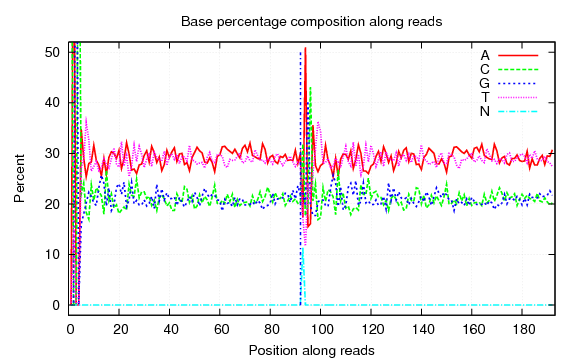 Base percentage composition along reads
A
C
G
T
N
50
40
30
20
10
0
Percent
0 20 40 60 80 100 120 140 160 180
Position along reads